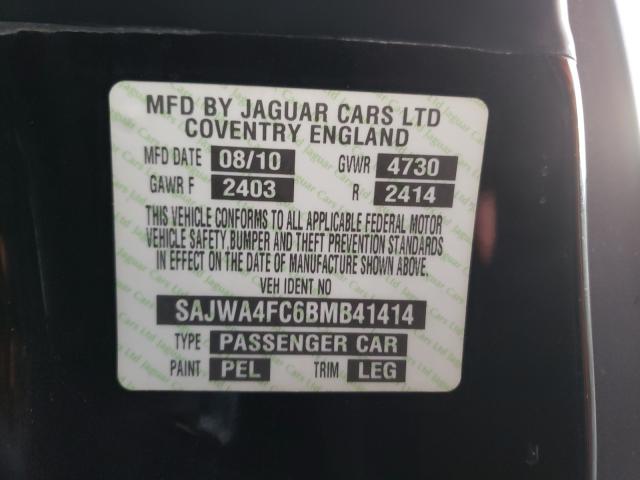 MFD BY JAGUAR CARS LTD
COVENTRY ENGLAND
MFD DATE 08/10 GVWR 4730
GAWR F 2403 R 2414
THIS VEHICLE CONFORMS TO ALL APPLICABLE FEDERAL MOTOR
VEHICLE SAFETY,BUMPER AND THEFT PREVENTION STANDARDS
IN EFFECT ON THE DATE OF MANUFACTURE SHOWN ABOVE.
VEH IDENT NO
SAJWA4FC6BMB41414
TYPE PASSENGER CAR
PAINT PEL TRIM LEG